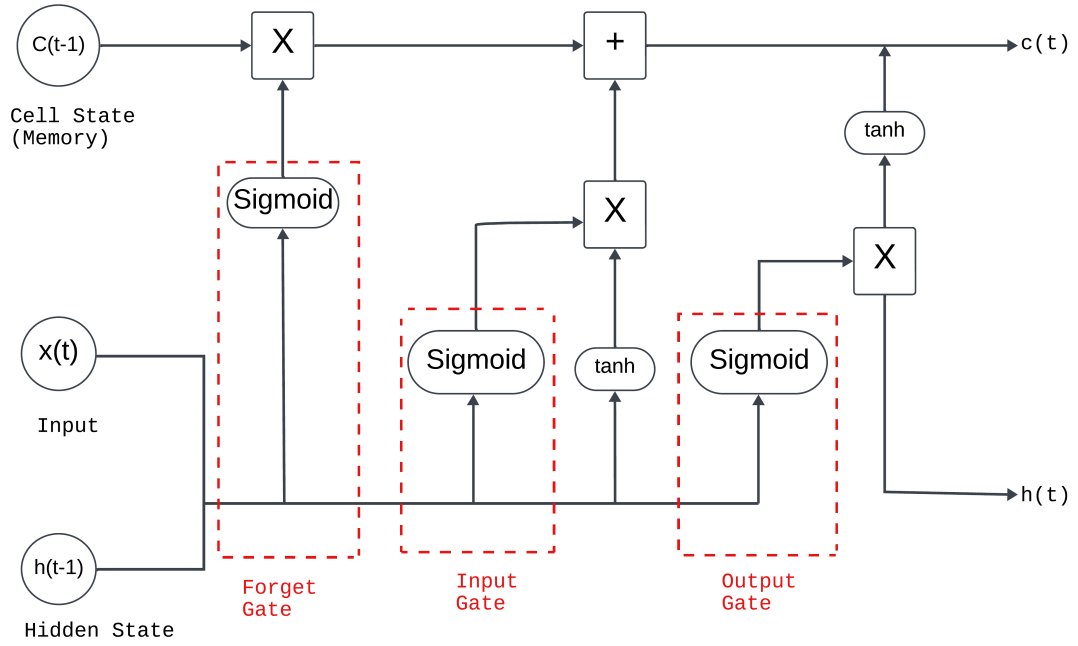 C(t-1)
X
+
c(t)
Cell State
(Memory)
tanh
Sigmoid
X
X
x(t)
Sigmoid
tanh
Sigmoid
Input
h(t)
h(t-1)
Forget
Gate
Input
Gate
Output
Gate
Hidden State